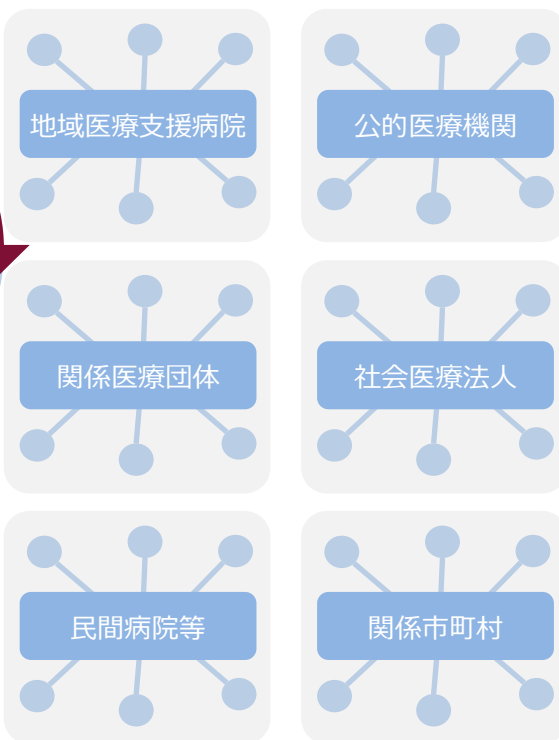 地域医療支援病院
公的医療機関
関係医療団体
社会医療法人
民間病院等
関係市町村